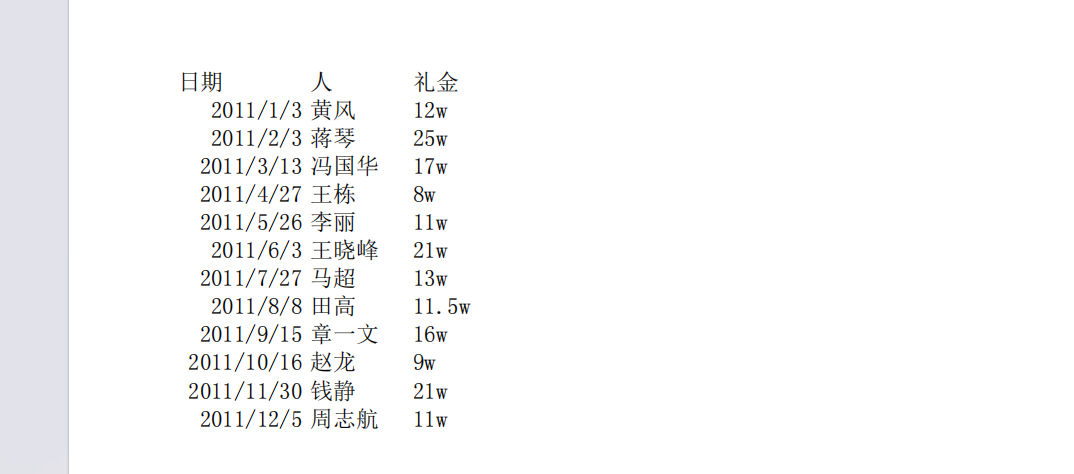 日期 人 礼金
2011/1/3 黄风 12w
2011/2/3 蒋琴 25w
2011/3/13 冯国华 17w
2011/4/27 王栋 8w
2011/5/26 李丽 11w
2011/6/3 王晓峰 21w
2011/7/27 马超 13w
2011/8/8 田高 11.5w
2011/9/15 章一文 16w
2011/10/16 赵龙 9w
2011/11/30 钱静 21w
2011/12/5 周志航 11w